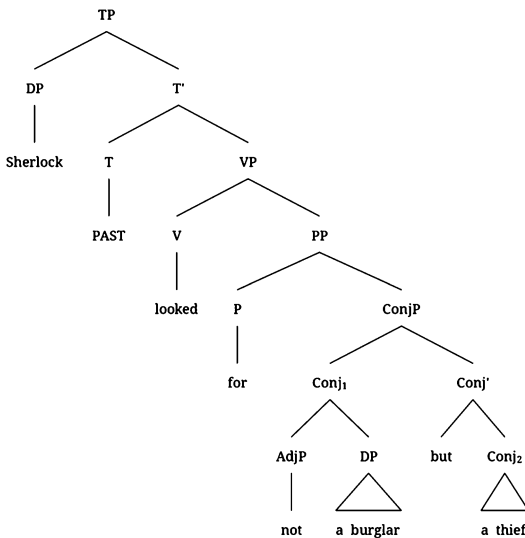 TP
DP T'
Sherlock T VP
PAST V PP
looked P ConjP
for Conj₁ Conj'
AdjP DP but Conj₂
not a burglar a thief